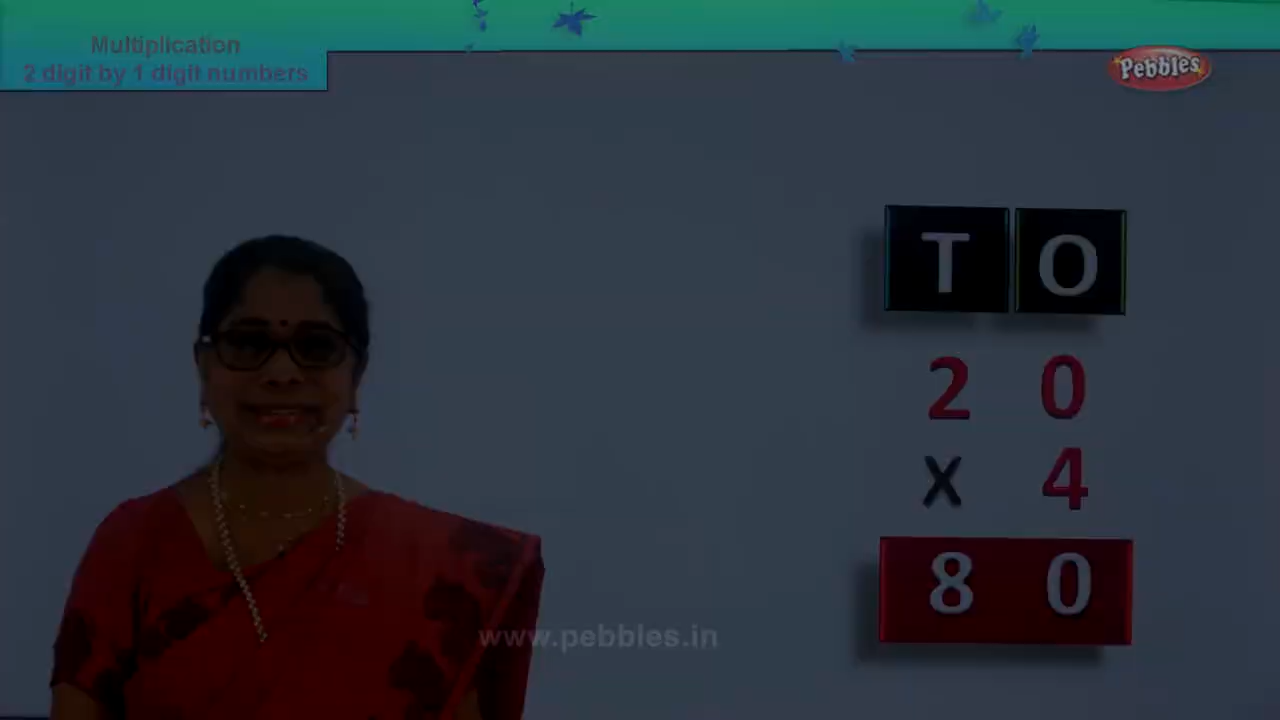 Multiplication
2 digit by 1 digit numbers
Pebbles
T O
2 0
x 4
8 0
www.pebbles.in